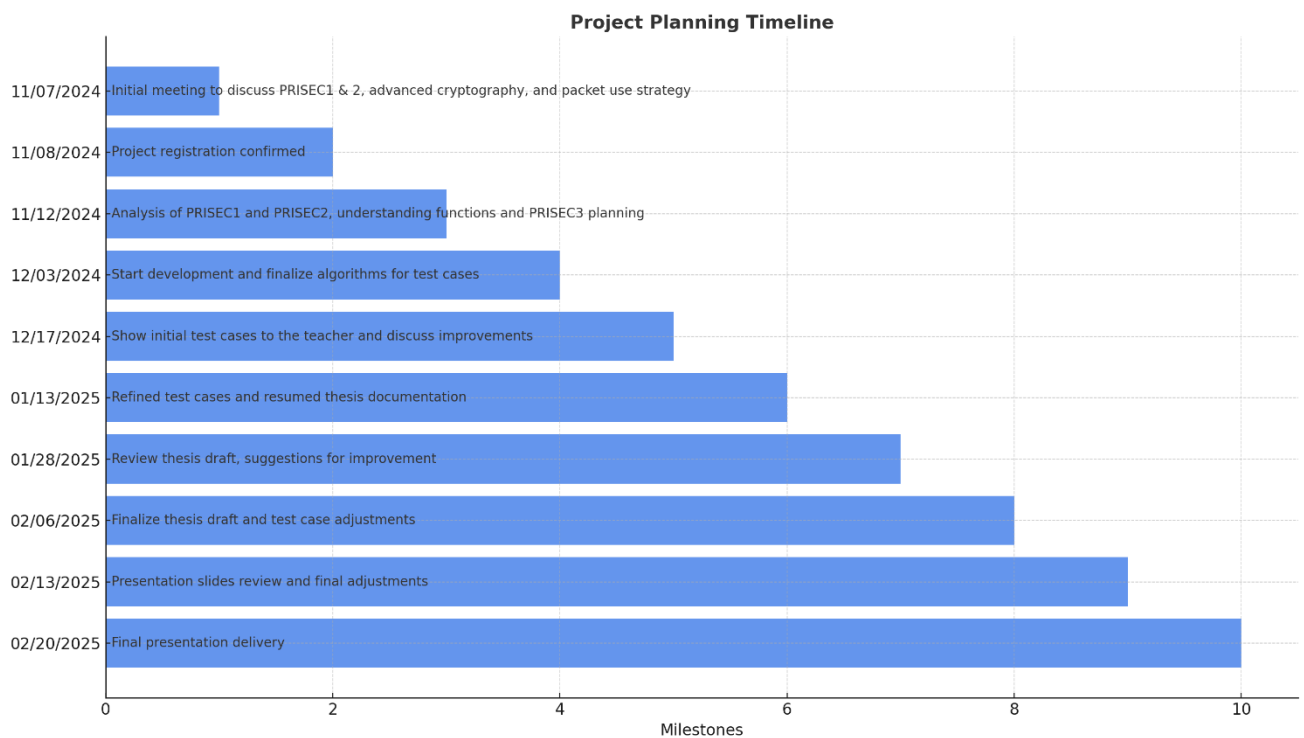 Project Planning Timeline
11/07/2024 Initial meeting to discuss PRISEC1 & 2, advanced cryptography, and packet use strategy
11/08/2024 Project registration confirmed
11/12/2024 Analysis of PRISEC1 and PRISEC2, understanding functions and PRISEC3 planning
12/03/2024 Start development and finalize algorithms for test cases
12/17/2024 Show initial test cases to the teacher and discuss improvements
01/13/2025 Refined test cases and resumed thesis documentation
01/28/2025 Review thesis draft, suggestions for improvement
02/06/2025 Finalize thesis draft and test case adjustments
02/13/2025 Presentation slides review and final adjustments
02/20/2025 Final presentation delivery
0 2 4 6 8 10
Milestones